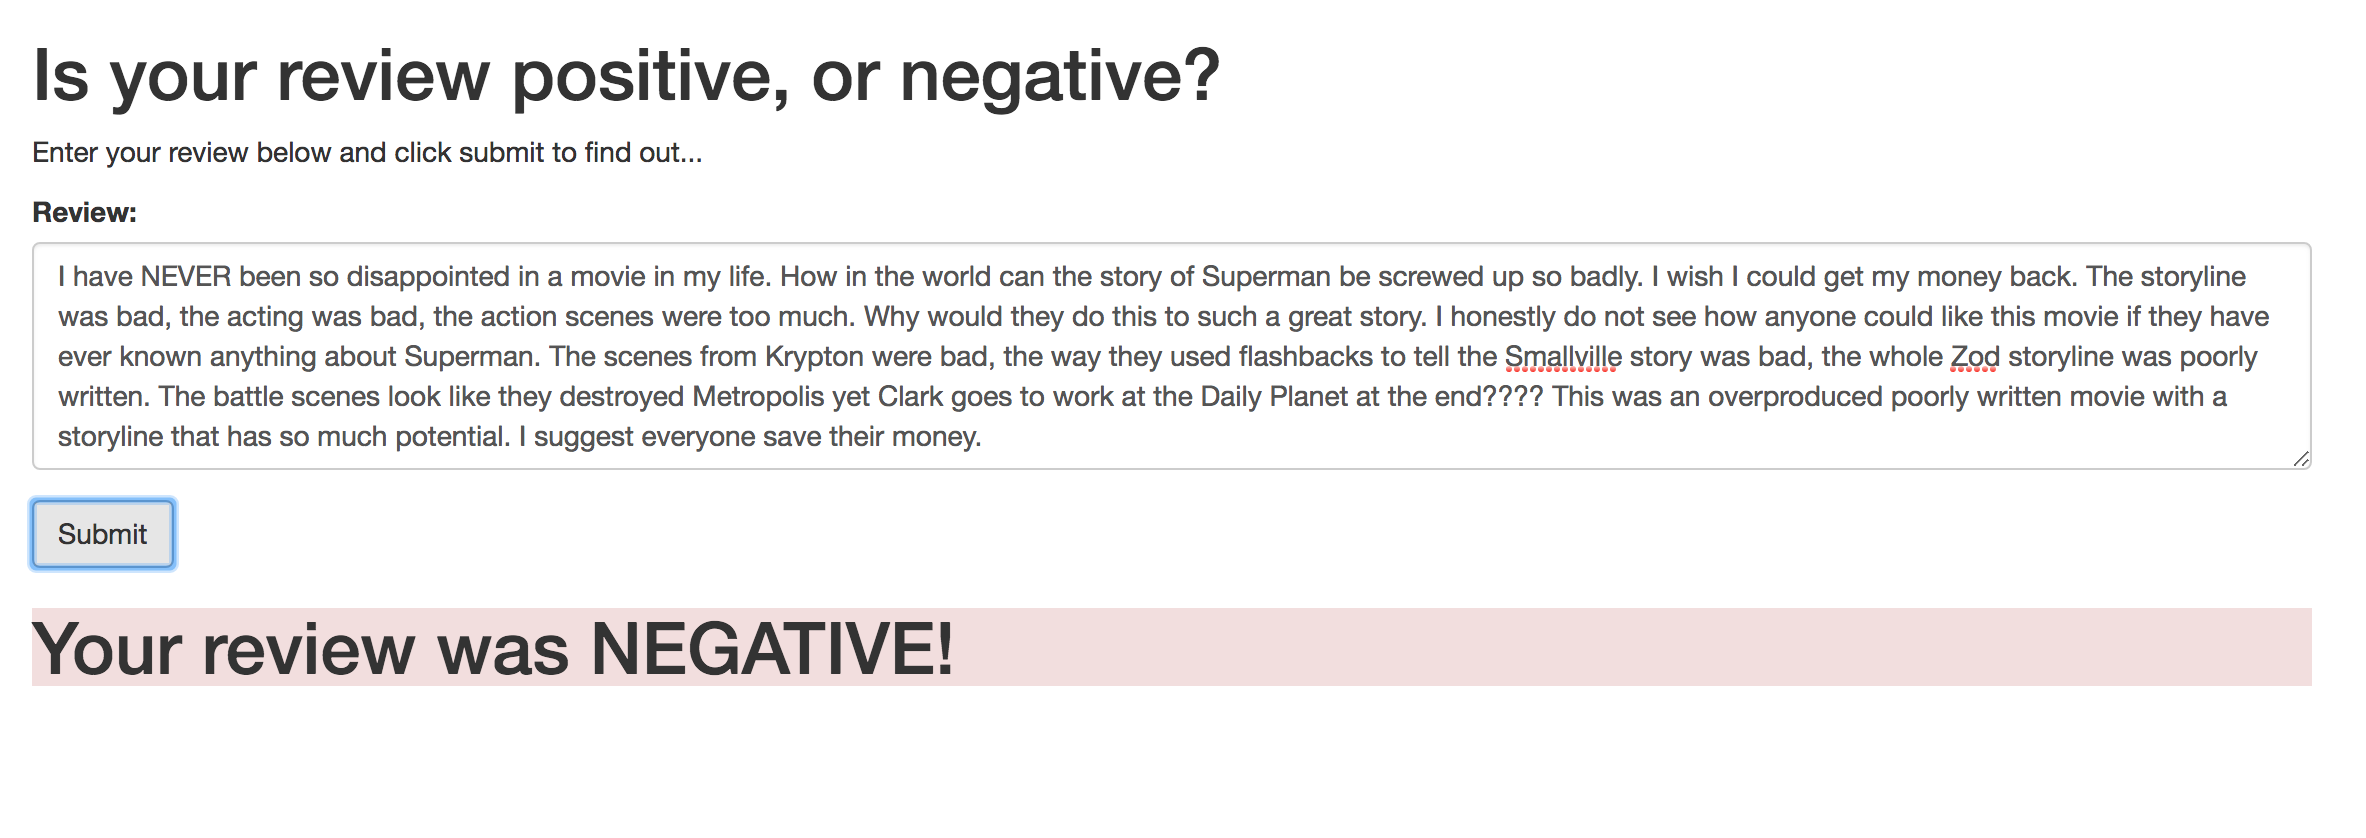 Is your review positive, or negative?
Enter your review below and click submit to find out...
Review:
I have NEVER been so disappointed in a movie in my life. How in the world can the story of Superman be screwed up so badly. I wish I could get my money back. The storyline
was bad, the acting was bad, the action scenes were too much. Why would they do this to such a great story. I honestly do not see how anyone could like this movie if they have
ever known anything about Superman. The scenes from Krypton were bad, the way they used flashbacks to tell the Smallville story was bad, the whole Zod storyline was poorly
written. The battle scenes look like they destroyed Metropolis yet Clark goes to work at the Daily Planet at the end???? This was an overproduced poorly written movie with a
storyline that has so much potential. I suggest everyone save their money.
Submit
Your review was NEGATIVE!